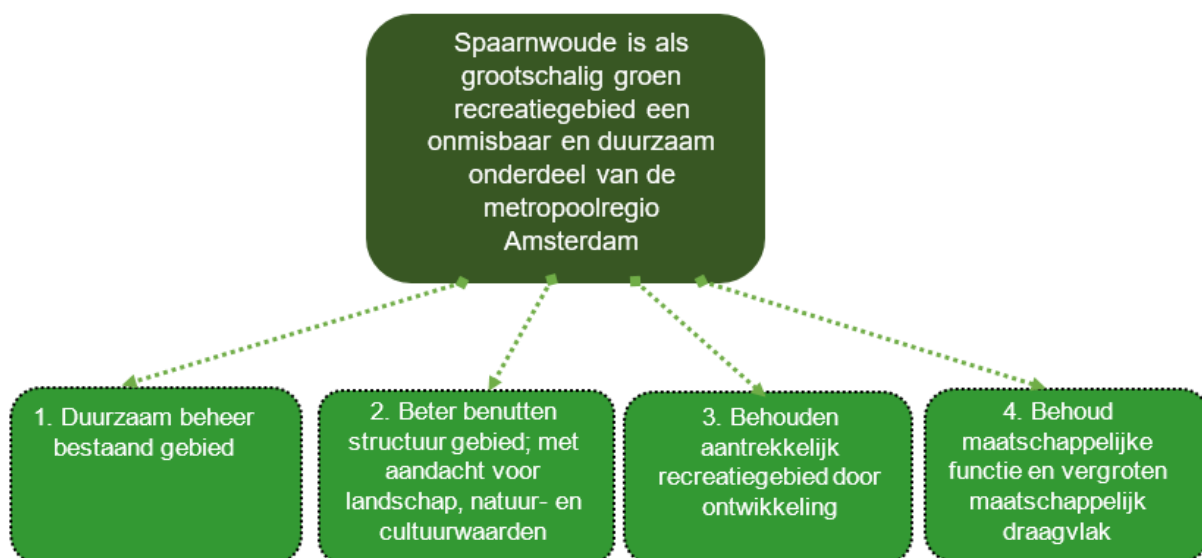 Spaarnwoude is als
grootschalig groen
recreatiegebied een
onmisbaar en duurzaam
onderdeel van de
metropoolregio
Amsterdam
1. Duurzaam beheer
bestaand gebied
2. Beter benutten
structuur gebied; met
aandacht voor
landschap, natuur- en
cultuurwaarden
3. Behouden
aantrekkelijk
recreatiegebied door
ontwikkeling
4. Behoud
maatschappelijke
functie en vergroten
maatschappelijk
draagvlak